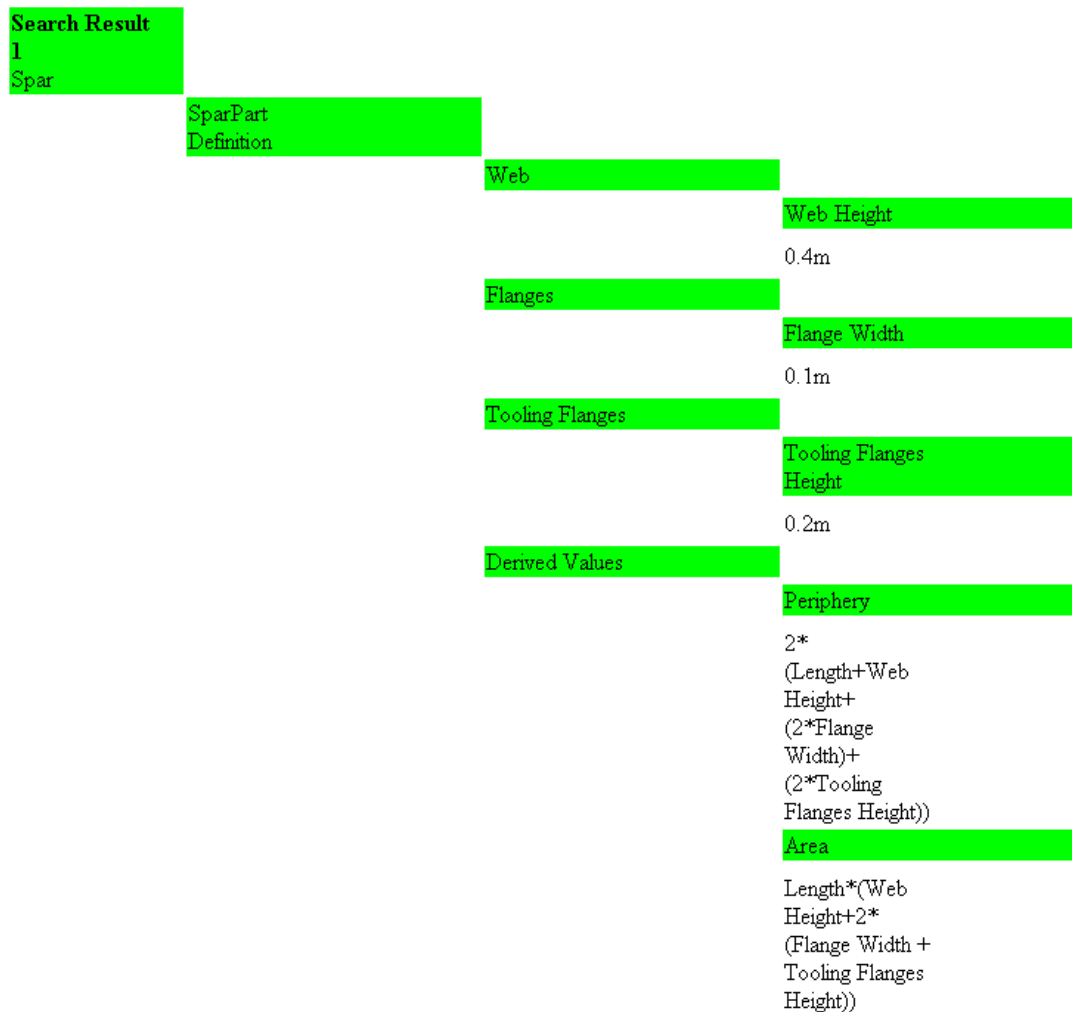 Search Result
1
Spar
SparPart
Definition
Web
Web Height
0.4m
Flanges
Flange Width
0.1m
Tooling Flanges
Tooling Flanges
Height
0.2m
Derived Values
Periphery
2*
(Length+Web
Height+
(2*Flange
Width)+
(2*Tooling
Flanges Height))
Area
Length*(Web
Height+2*
(Flange Width +
Tooling Flanges
Height))